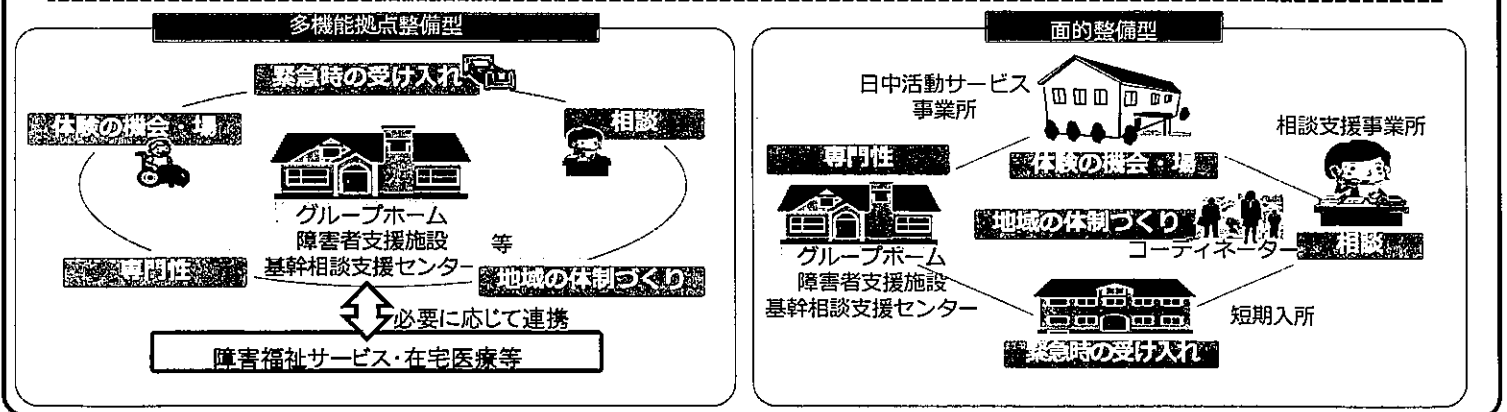 多機能拠点整備型
緊急時の受け入れ
体験の機会・場
相談
グループホーム
障害者支援施設 等
基幹相談支援センター
専門性
地域の体制づくり
必要に応じて連携
障害福祉サービス・在宅医療等
面的整備型
日中活動サービス
事業所
相談支援事業所
専門性
体験の機会・場
地域の体制づくり
コーディネーター
相談
グループホーム
障害者支援施設
基幹相談支援センター
短期入所
緊急時の受け入れ